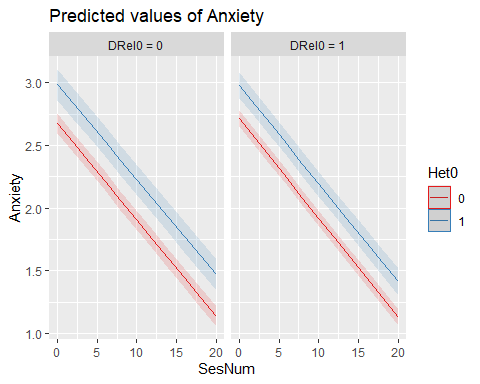 Predicted values of Anxiety
DRel0 = 0
DRel0 = 1
3.0
2.5
2.0
1.5
1.0
Anxiety
0 5 10 15 20
0 5 10 15 20
SesNum
Het0
0
1